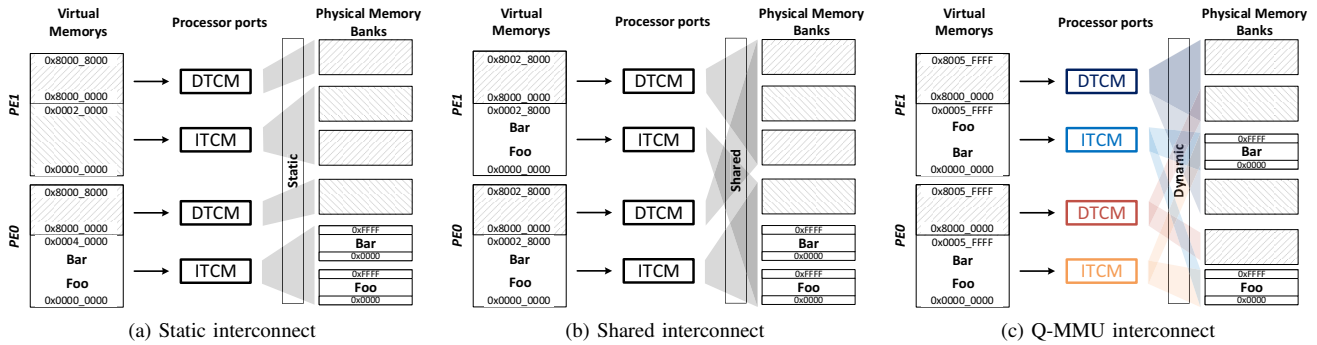 Virtual
Memorys
Processor ports
Physical Memory
Banks
PE1
0x8000_8000
0x8000_0000
0x0002_0000
0x0000_0000
DTCM
ITCM
PE0
0x8000_8000
0x8000_0000
0x0004_0000
Bar
Foo
0x0000_0000
DTCM
ITCM
Static
0xFFFF
Bar
0x0000
0xFFFF
Foo
0x0000
(a) Static interconnect
Virtual
Memorys
Processor ports
Physical Memory
Banks
PE1
0x8002_8000
0x8000_0000
0x0002_8000
Bar
Foo
0x0000_0000
DTCM
ITCM
PE0
0x8002_8000
0x8000_0000
0x0002_8000
Bar
Foo
0x0000_0000
DTCM
ITCM
Shared
0xFFFF
Bar
0x0000
0xFFFF
Foo
0x0000
(b) Shared interconnect
Virtual
Memorys
Processor ports
Physical Memory
Banks
PE1
0x8005_FFFF
0x8000_0000
0x0005_FFFF
Foo
Bar
0x0000_0000
DTCM
ITCM
PE0
0x8005_FFFF
0x8000_0000
0x0005_FFFF
Bar
Foo
0x0000_0000
DTCM
ITCM
Dynamic
0xFFFF
Bar
0x0000
0xFFFF
Foo
0x0000
(c) Q-MMU interconnect